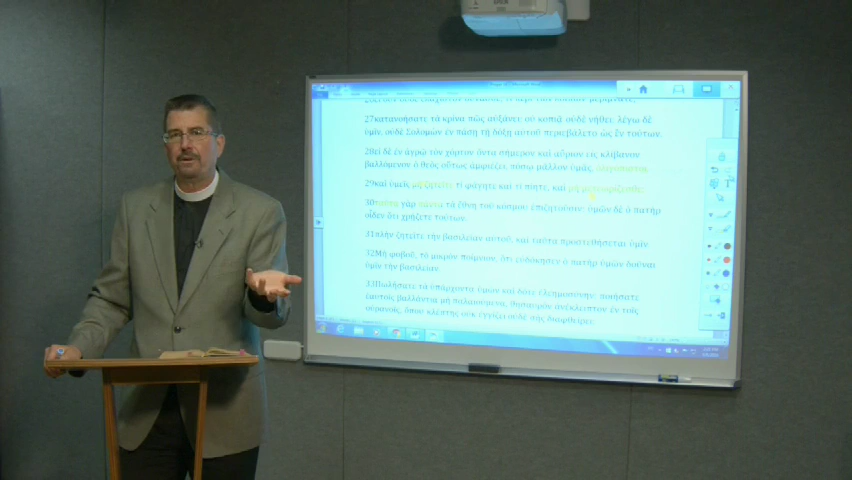 27κατανοήσατε τὰ κρίνα πῶς αὐξάνει· οὐ κοπιᾷ οὐδὲ νήθει. λέγω δὲ
ὑμῖν, οὐδὲ Σολομὼν ἐν πάσῃ τῇ δόξῃ αὐτοῦ περιεβάλετο ὡς ἓν τούτων.
28εἰ δὲ ἐν ἀγρῷ τὸν χόρτον ὄντα σήμερον καὶ αὔριον εἰς κλίβανον
βαλλόμενον ὁ θεὸς οὕτως ἀμφιέζει, πόσῳ μᾶλλον ὑμᾶς,
29καὶ ὑμεῖς μὴ ζητεῖτε τί φάγητε καὶ τί πητε, καὶ μὴ μετεωρίζεσθε·
30ταῦτα γὰρ πάντα τὰ ἔθνη τοῦ κόσμου ἐπιζητοῦσιν· ὑμῶν δὲ ὁ πατὴρ
οἶδεν ὅτι χρῄζετε τούτων.
31πλὴν ζητεῖτε τὴν βασιλείαν αὐτοῦ, καὶ ταῦτα προστεθήσεται ὑμῖν.
32Μὴ φοβοῦ, τὸ μικρὸν ποίμνιον, ὅτι εὐδόκησεν ὁ πατὴρ ὑμῶν δοῦναι
ὑμῖν τὴν βασιλείαν.
33Πωλήσατε τὰ ὑπάρχοντα ὑμῶν καὶ δότε ἐλεημοσύνην· ποιήσατε
ἑαυτοῖς βαλλάντια μὴ παλαιούμενα, θησαυρὸν ἀνέκλειπτον ἐν τοῖς
οὐρανοῖς, ὅπου κλέπτης οὐκ ἐγγίζει οὐδὲ σὴς διαφθείρει·